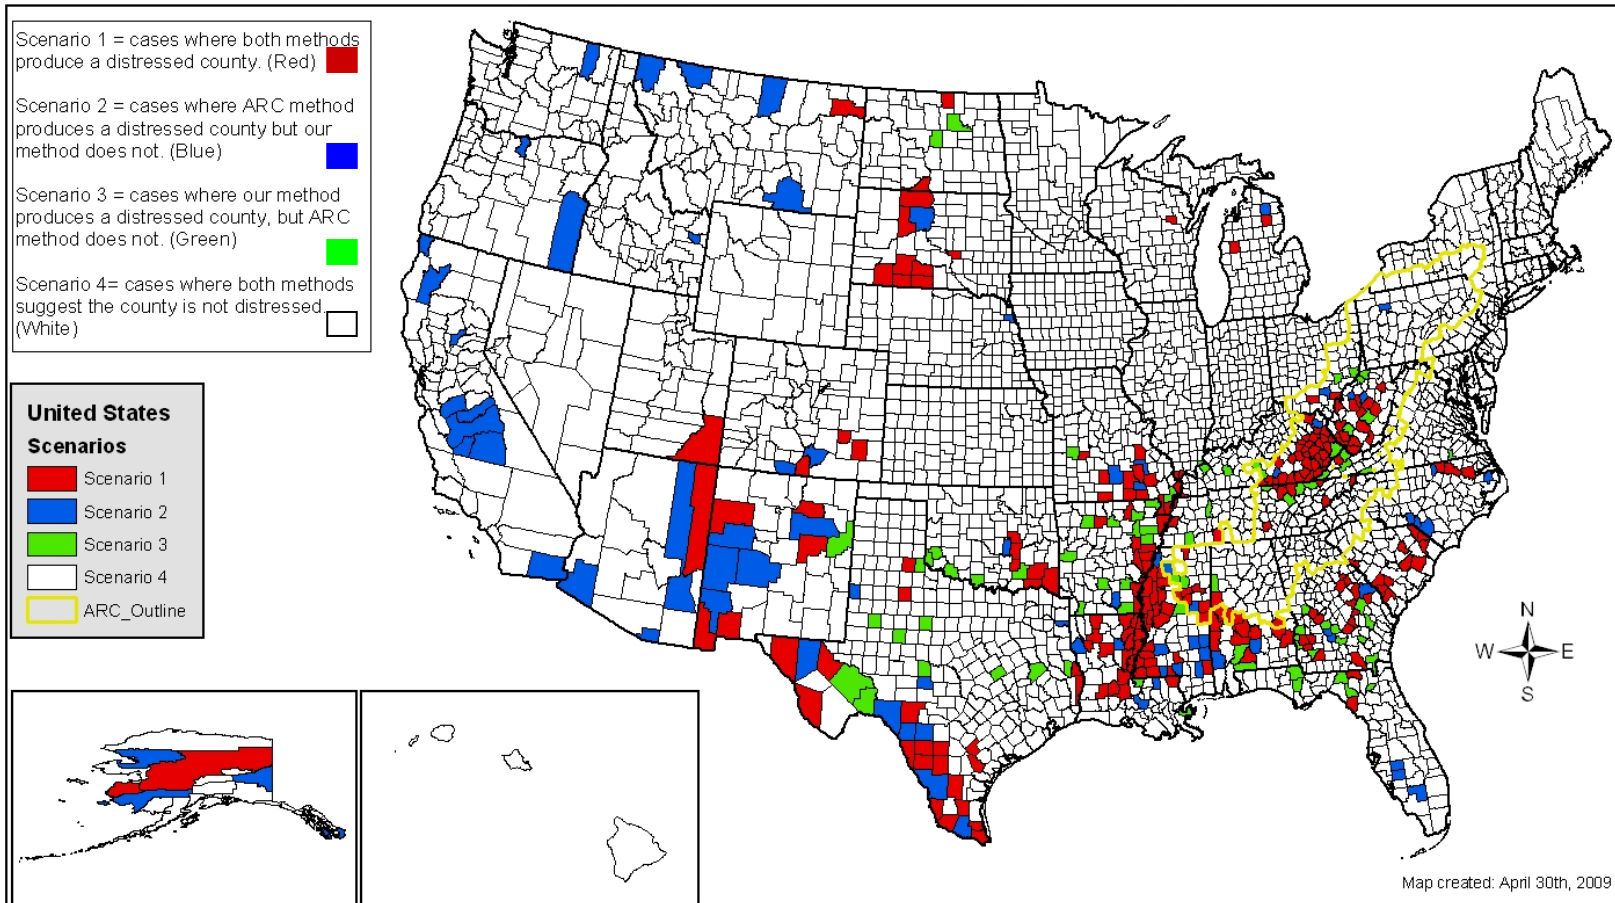 Scenario 1 = cases where both methods
produce a distressed county. (Red)
Scenario 2 = cases where ARC method
produces a distressed county but our
method does not. (Blue)
Scenario 3 = cases where our method
produces a distressed county, but ARC
method does not. (Green)
Scenario 4= cases where both methods
suggest the county is not distressed.
(White)
United States
Scenarios
Scenario 1
Scenario 2
Scenario 3
Scenario 4
ARC_Outline
N
W E
S
Map created: April 30th, 2009